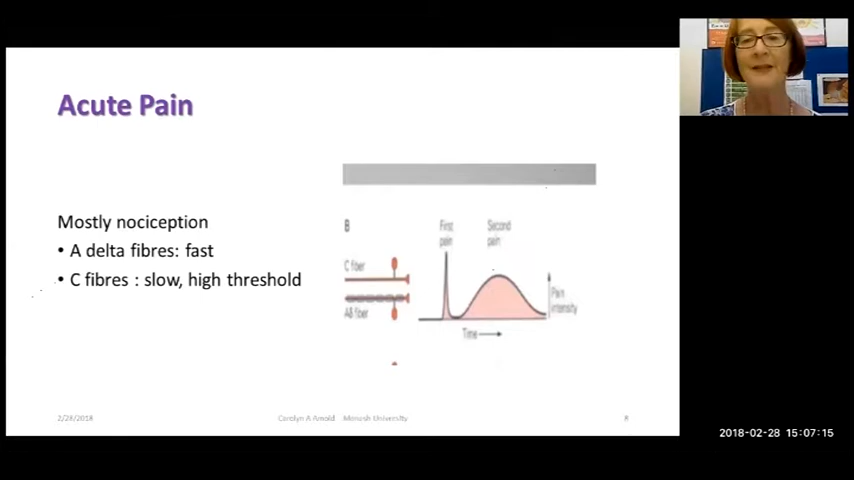 Acute Pain
Mostly nociception
• A delta fibres: fast
• C fibres : slow, high threshold
B
First
pain
Second
pain
C fiber
Aδ fiber
Pain
intensity
Time
2/28/2018
Carolyn A Arnold Monash University
8
2018-02-28 15:07:15